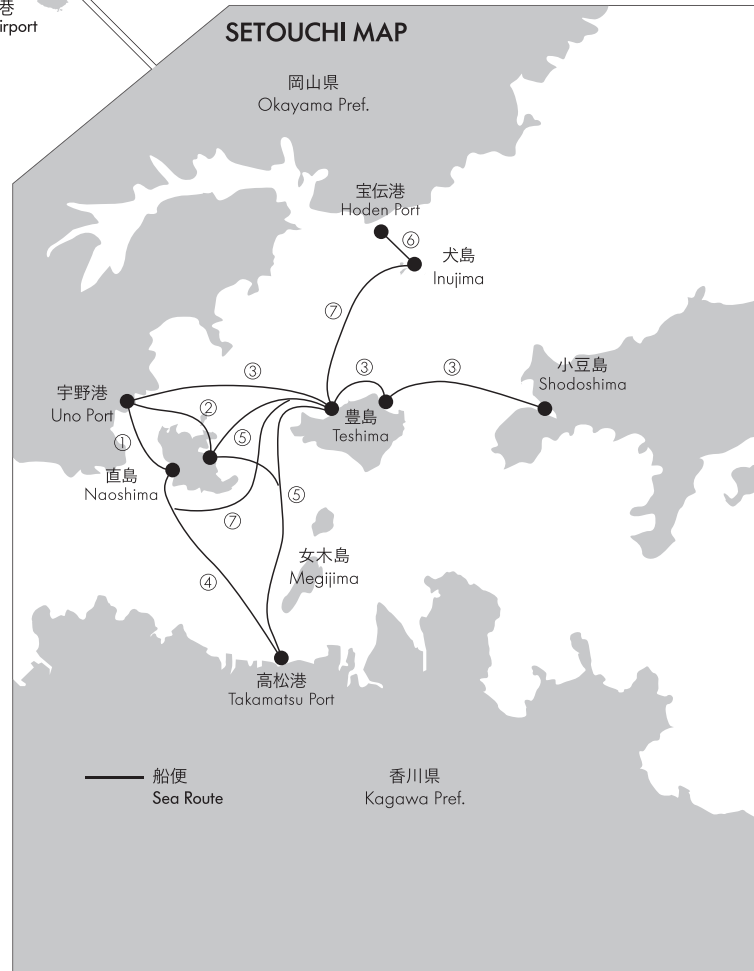 港
irport
SETOUCHI MAP
岡山県
Okayama Pref.
宝伝港
Hoden Port
⑥
犬島
Inujima
⑦
③
③
③
小豆島
Shodoshima
宇野港
Uno Port
②
豊島
Teshima
①
⑤
直島
Naoshima
⑤
⑦
女木島
Megijima
④
高松港
Takamatsu Port
船便
Sea Route
香川県
Kagawa Pref.